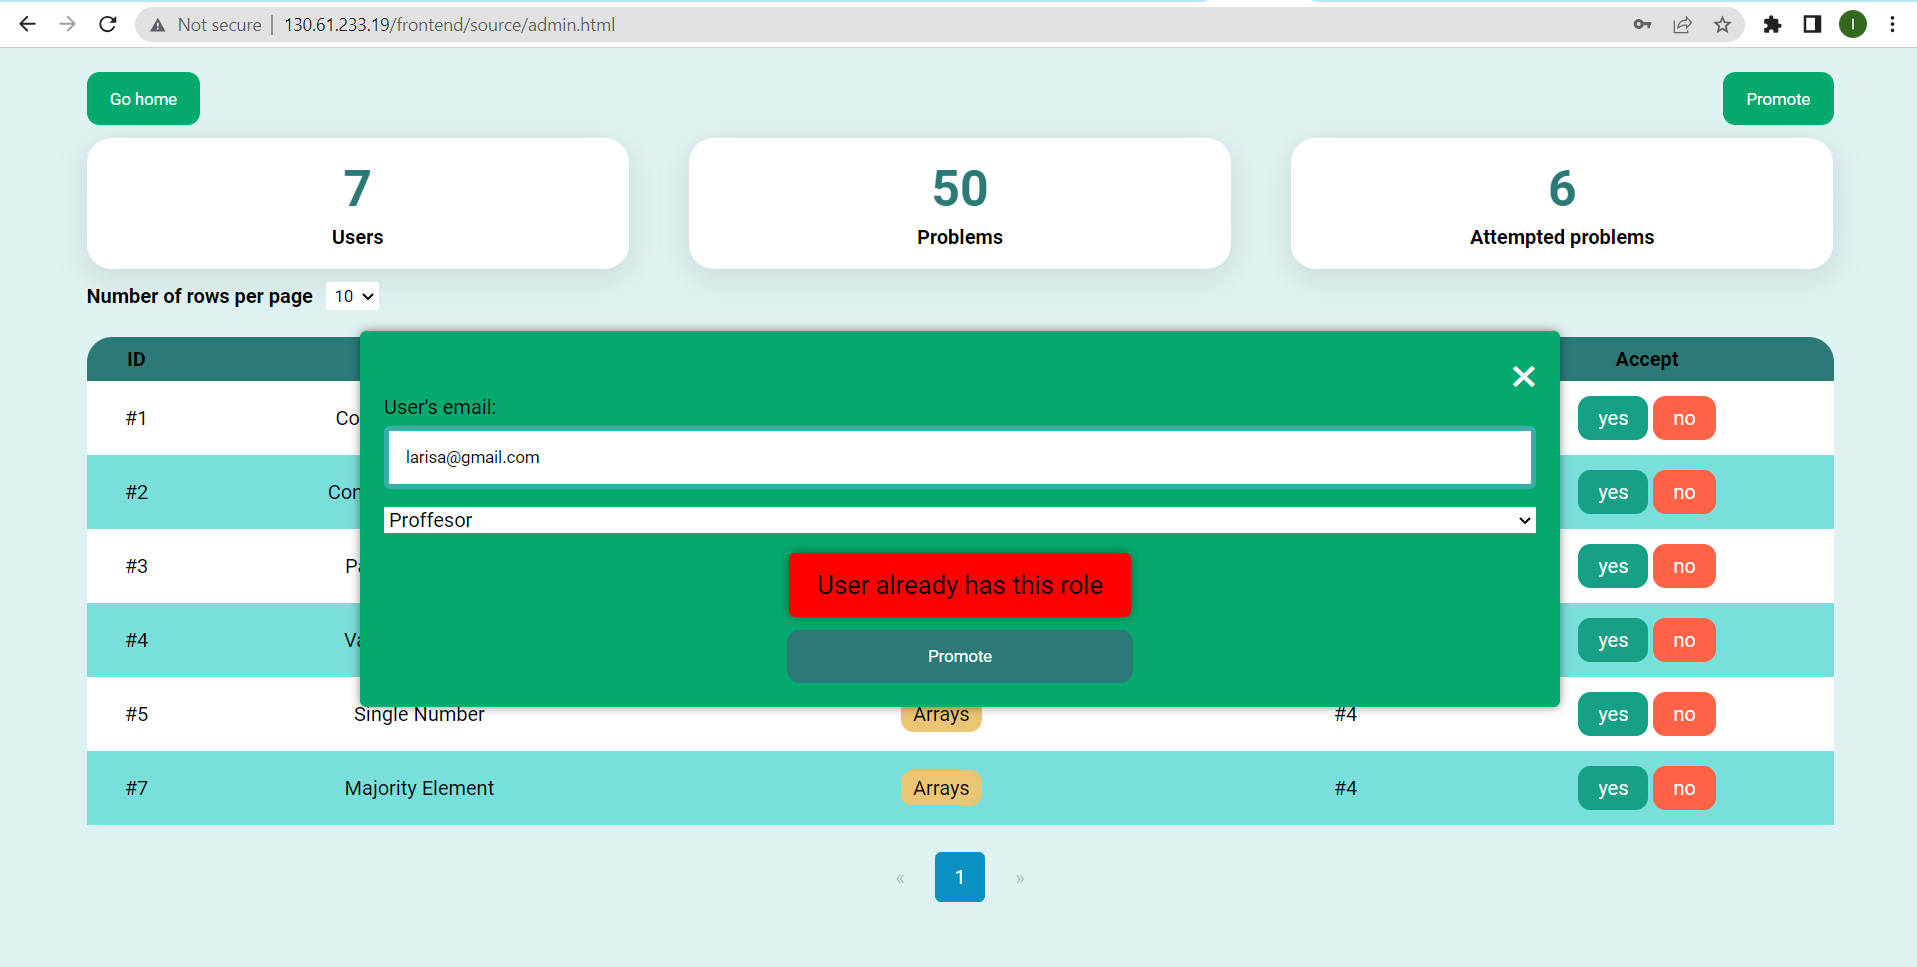 Not secure | 130.61.233.19/frontend/source/admin.html
I
Go home
Promote
7
Users
50
Problems
6
Attempted problems
Number of rows per page 10
ID Accept
User's email:
larisa@gmail.com
Proffesor
User already has this role
Promote
#1 Co yes no
#2 yes no
#3 yes no
#4 yes no
#5 Single Number Arrays #4 yes no
#7 Majority Element Arrays #4 yes no
« 1 »